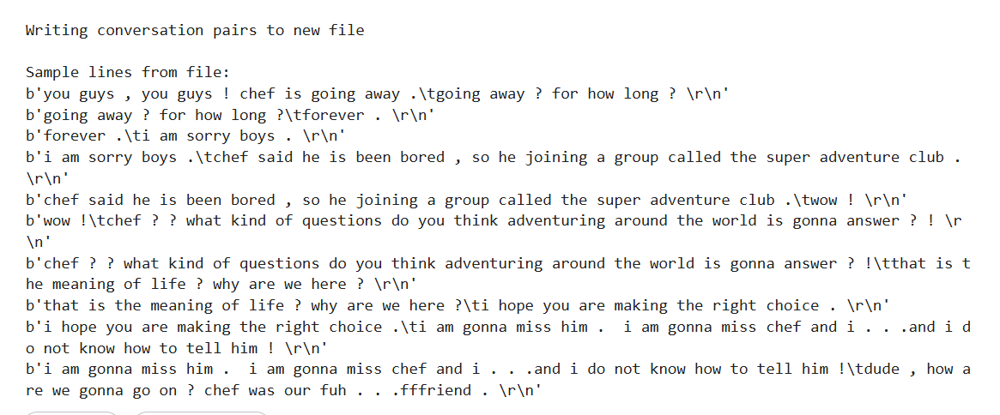 Writing conversation pairs to new file
Sample lines from file:
b'you guys , you guys ! chef is going away .\tgoing away ? for how long ? \r\n'
b'going away ? for how long ?\tforever . \r\n'
b'forever .\ti am sorry boys . \r\n'
b'i am sorry boys .\tchef said he is been bored , so he joining a group called the super adventure club .
\r\n'
b'chef said he is been bored , so he joining a group called the super adventure club .\twow ! \r\n'
b'wow !\tchef ? ? what kind of questions do you think adventuring around the world is gonna answer ? ! \r
\n'
b'chef ? ? what kind of questions do you think adventuring around the world is gonna answer ? !\tthat is t
he meaning of life ? why are we here ? \r\n'
b'that is the meaning of life ? why are we here ?\ti hope you are making the right choice . \r\n'
b'i hope you are making the right choice .\ti am gonna miss him .  i am gonna miss chef and i . . .and i d
o not know how to tell him ! \r\n'
b'i am gonna miss him .  i am gonna miss chef and i . . .and i do not know how to tell him !\tdude , how a
re we gonna go on ? chef was our fuh . . .fffriend . \r\n'